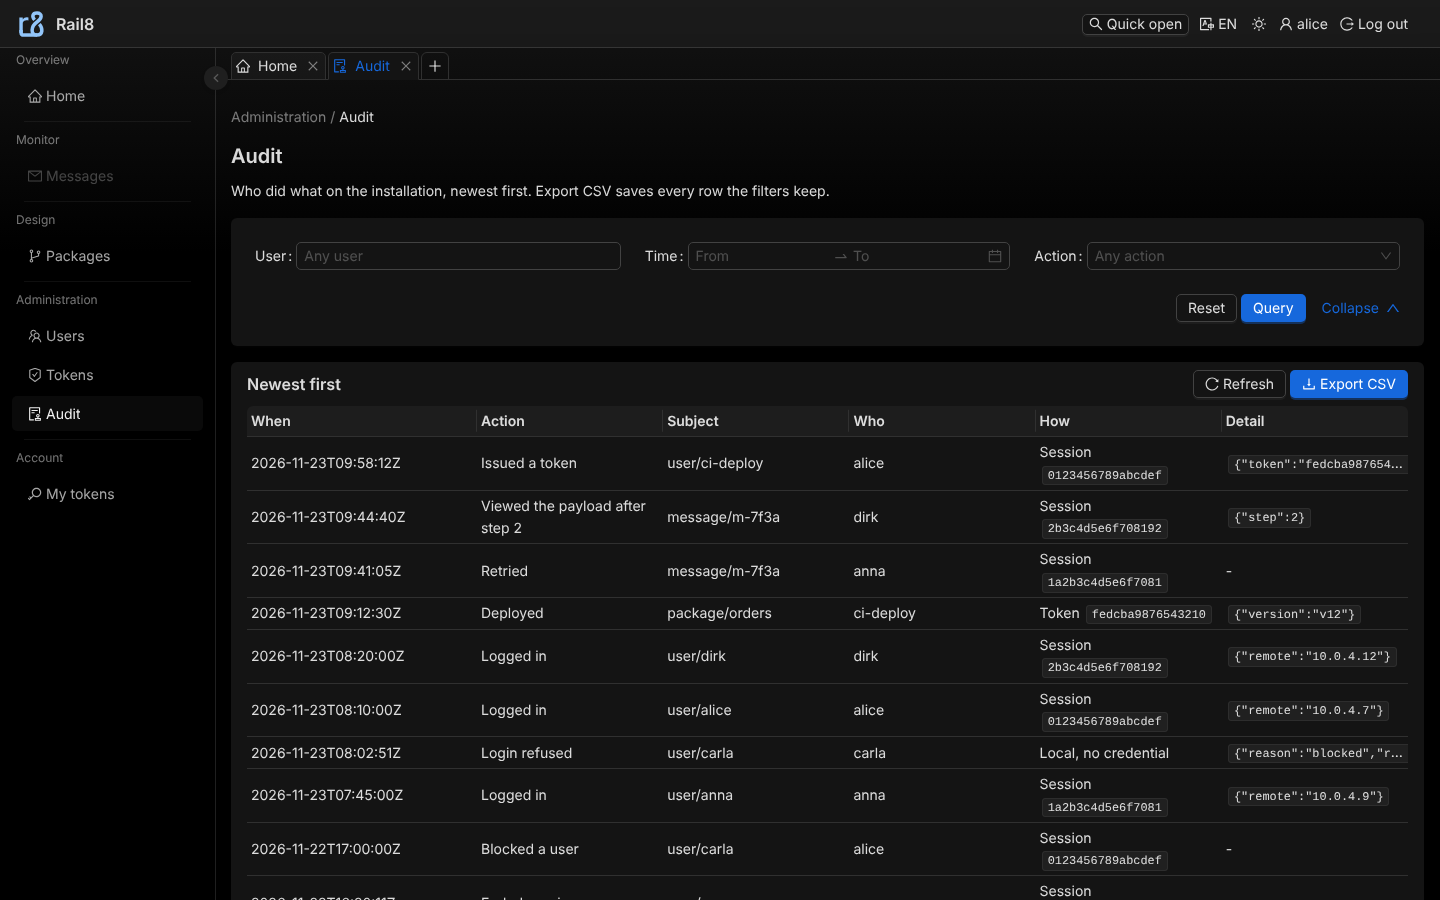 Rail8
Quick open
EN
alice
Log out
Overview
Home
Monitor
Messages
Design
Packages
Administration
Users
Tokens
Audit
Account
My tokens
Home
Audit
Administration / Audit
Audit
Who did what on the installation, newest first. Export CSV saves every row the filters keep.
User: Any user
Time: From To
Action: Any action
Reset Query Collapse
Newest first
Refresh Export CSV
When Action Subject Who How Detail
2026-11-23T09:58:12Z Issued a token user/ci-deploy alice Session 0123456789abcdef {"token":"fedcba987654...
2026-11-23T09:44:40Z Viewed the payload after step 2 message/m-7f3a dirk Session 2b3c4d5e6f708192 {"step":2}
2026-11-23T09:41:05Z Retried message/m-7f3a anna Session 1a2b3c4d5e6f7081 -
2026-11-23T09:12:30Z Deployed package/orders ci-deploy Token fedcba9876543210 {"version":"v12"}
2026-11-23T08:20:00Z Logged in user/dirk dirk Session 2b3c4d5e6f708192 {"remote":"10.0.4.12"}
2026-11-23T08:10:00Z Logged in user/alice alice Session 0123456789abcdef {"remote":"10.0.4.7"}
2026-11-23T08:02:51Z Login refused user/carla carla Local, no credential {"reason":"blocked","r...
2026-11-23T07:45:00Z Logged in user/anna anna Session 1a2b3c4d5e6f7081 {"remote":"10.0.4.9"}
2026-11-22T17:00:00Z Blocked a user user/carla alice Session 0123456789abcdef -
Session